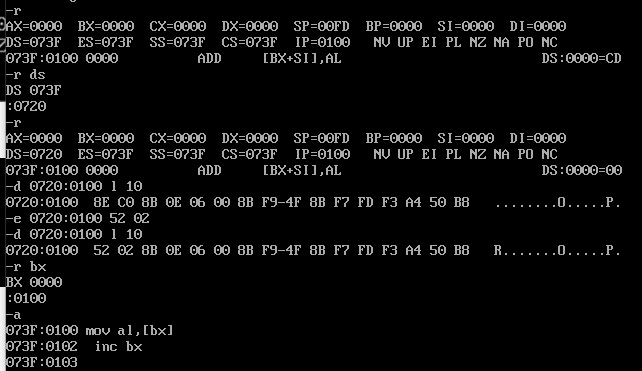 -r
AX=0000  BX=0000  CX=0000  DX=0000  SP=00FD  BP=0000  SI=0000  DI=0000
DS=073F  ES=073F  SS=073F  CS=073F  IP=0100   NV UP EI PL NZ NA PO NC
073F:0100 0000          ADD     [BX+SI],AL                         DS:0000=CD
-r ds
DS 073F
:0720
-r
AX=0000  BX=0000  CX=0000  DX=0000  SP=00FD  BP=0000  SI=0000  DI=0000
DS=0720  ES=073F  SS=073F  CS=073F  IP=0100   NV UP EI PL NZ NA PO NC
073F:0100 0000          ADD     [BX+SI],AL                         DS:0000=00
-d 0720:0100 l 10
0720:0100  8E C0 8B 0E 06 00 8B F9-4F 8B F7 FD F3 A4 50 B8   ........O.....P.
-e 0720:0100 52 02
-d 0720:0100 l 10
0720:0100  52 02 8B 0E 06 00 8B F9-4F 8B F7 FD F3 A4 50 B8   R.......O.....P.
-r bx
BX 0000
:0100
-a
073F:0100 mov al,[bx]
073F:0102  inc bx
073F:0103